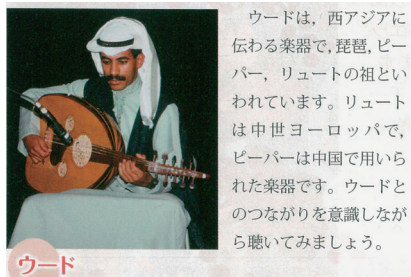 ウードは，西アジアに
伝わる楽器で，琵琶，ピー
パー，リュートの祖とい
われています。リュート
は中世ヨーロッパで，
ピーパーは中国で用いら
れた楽器です。ウードと
のつながりを意識しなが
ら聴いてみましょう。
ウード